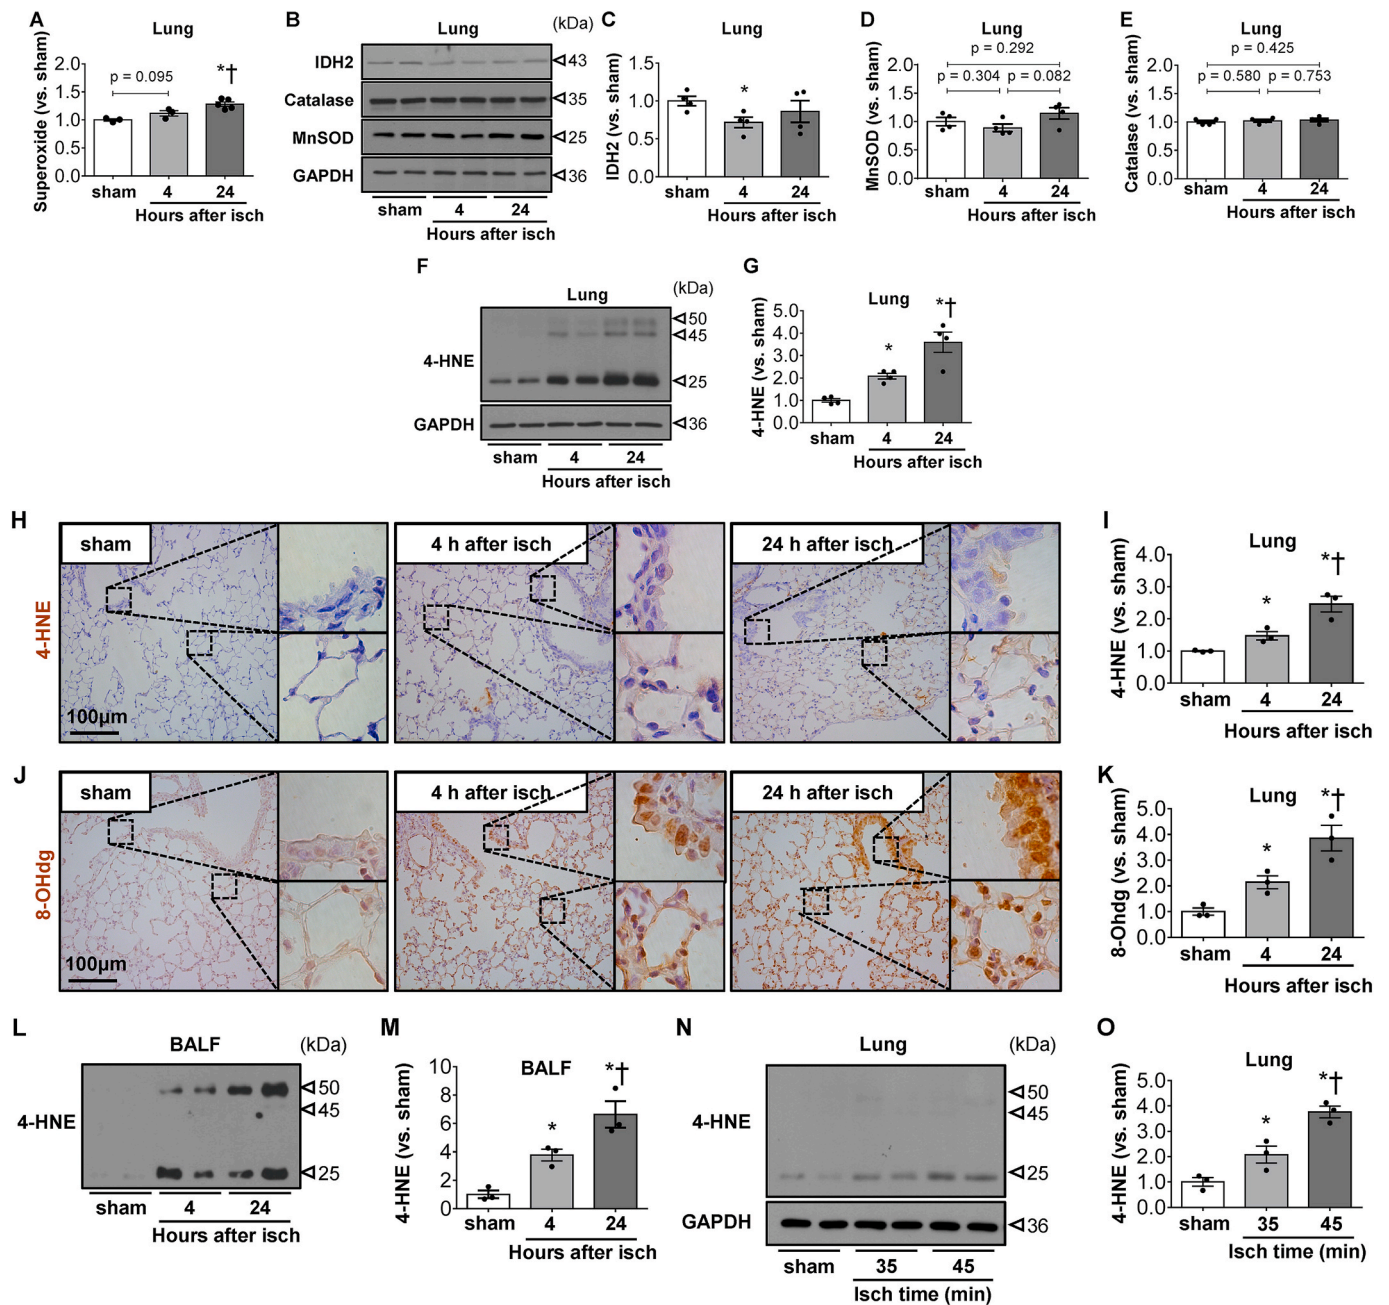 A
Lung
Superoxide (vs. sham)
2.0
1.5
1.0
0.5
0.0
p = 0.095
*†
sham
4
24
Hours after isch
B
(kDa)
IDH2
43
Catalase
35
MnSOD
25
GAPDH
36
sham
4
24
Hours after isch
C
Lung
IDH2 (vs. sham)
1.5
1.0
0.5
0.0
*
sham
4
24
Hours after isch
D
Lung
MnSOD (vs. sham)
p = 0.292
p = 0.304
p = 0.082
2.0
1.5
1.0
0.5
0.0
sham
4
24
Hours after isch
E
Lung
Catalase (vs. sham)
p = 0.425
p = 0.580
p = 0.753
2.0
1.5
1.0
0.5
0.0
sham
4
24
Hours after isch
F
Lung
(kDa)
50
45
4-HNE
25
GAPDH
36
sham
4
24
Hours after isch
G
Lung
4-HNE (vs. sham)
5.0
4.0
3.0
2.0
1.0
0.0
*
*†
sham
4
24
Hours after isch
H
4-HNE
sham
4 h after isch
24 h after isch
100µm
I
Lung
4-HNE (vs. sham)
4.0
3.0
2.0
1.0
0.0
*
*†
sham
4
24
Hours after isch
J
8-OHdg
sham
4 h after isch
24 h after isch
100µm
K
Lung
8-Ohdg (vs. sham)
5.0
4.0
3.0
2.0
1.0
0.0
*
*†
sham
4
24
Hours after isch
L
BALF
(kDa)
50
45
4-HNE
25
sham
4
24
Hours after isch
M
BALF
4-HNE (vs. sham)
10
8
6
4
2
0
*
*†
sham
4
24
Hours after isch
N
Lung
(kDa)
50
45
4-HNE
25
GAPDH
36
sham
35
45
Isch time (min)
O
Lung
4-HNE (vs. sham)
5.0
4.0
3.0
2.0
1.0
0.0
*
*†
sham
35
45
Isch time (min)